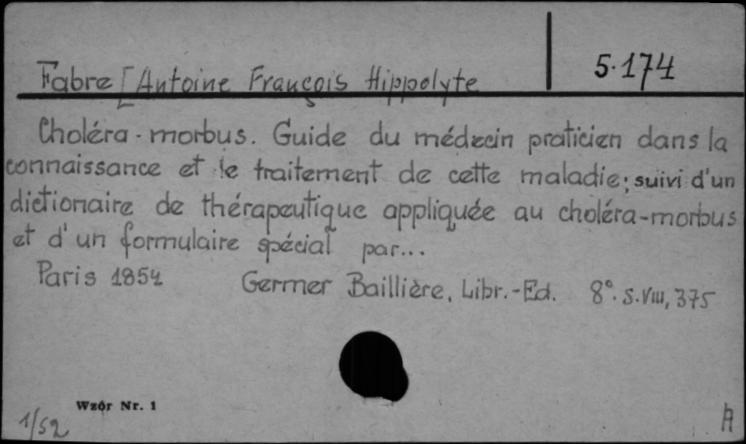 Fabre [Antoine François Hippolyte
5.174
Choléra-morbus. Guide du médecin praticien dans la
connaissance et le traitement de cette maladie; suivi d'un
dictionaire de thérapeutique appliquée au choléra-morbus
et d'un formulaire spécial par...
Paris 1854 Germer Baillière, Libr.-Ed. 8°. S.VIII, 375
Wzór Nr. 1
1/52
A